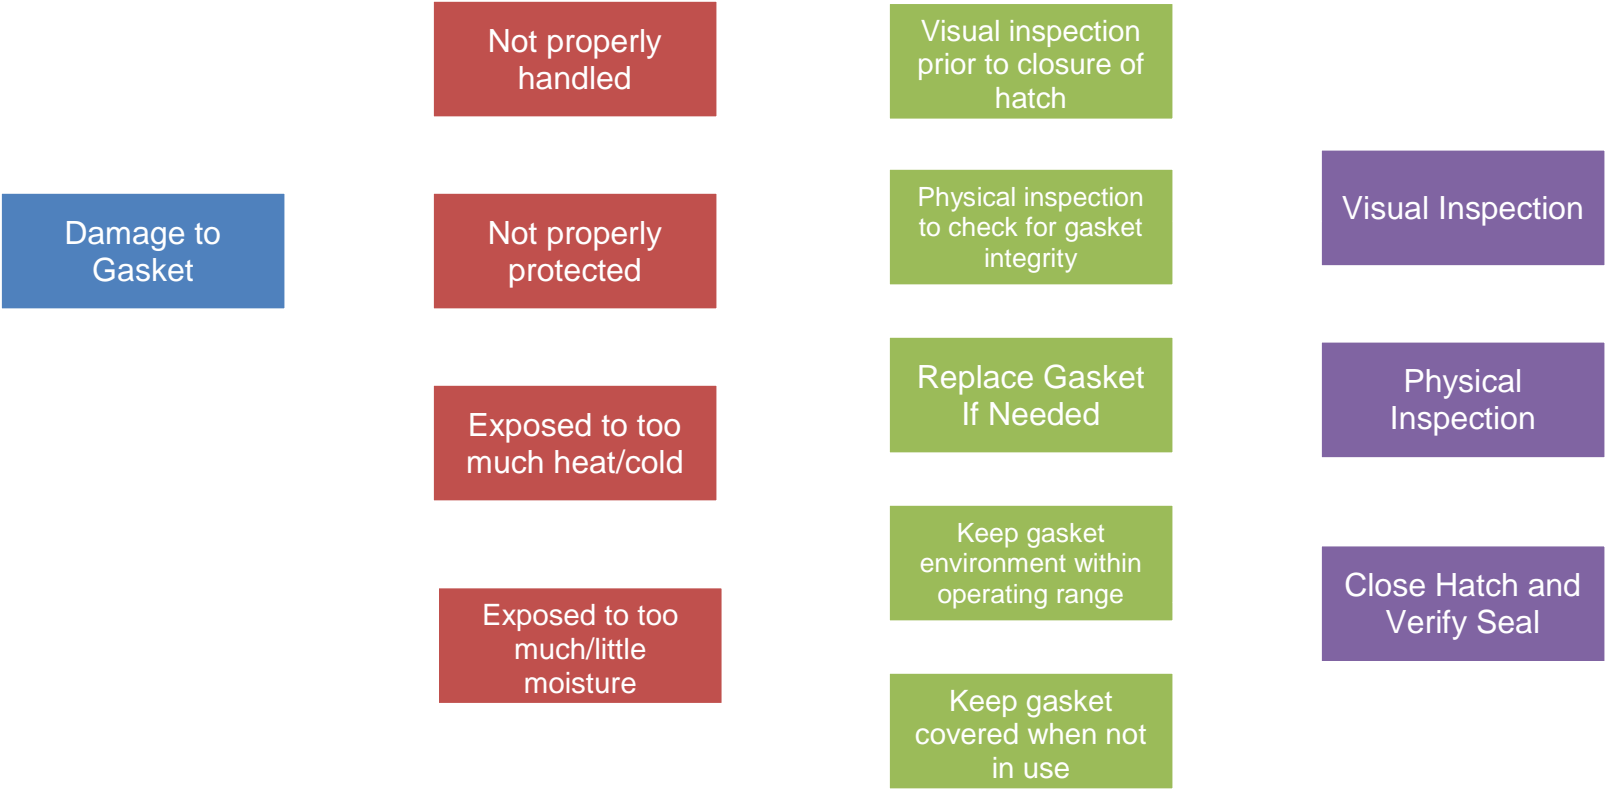 Damage to
Gasket
Not properly
handled
Not properly
protected
Exposed to too
much heat/cold
Exposed to too
much/little
moisture
Visual inspection
prior to closure of
hatch
Physical inspection
to check for gasket
integrity
Replace Gasket
If Needed
Keep gasket
environment within
operating range
Keep gasket
covered when not
in use
Visual Inspection
Physical
Inspection
Close Hatch and
Verify Seal